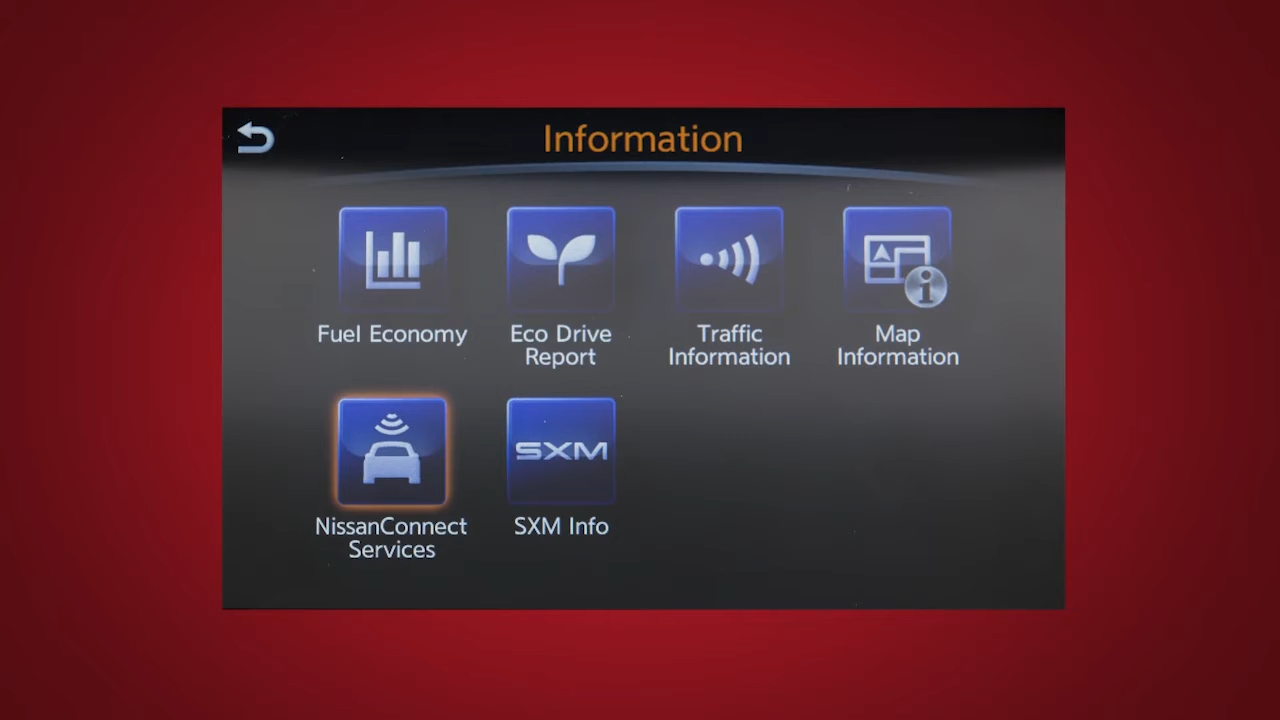 Information
Fuel Economy
Eco Drive
Report
Traffic
Information
Map
Information
NissanConnect
Services
SXM
SXM Info